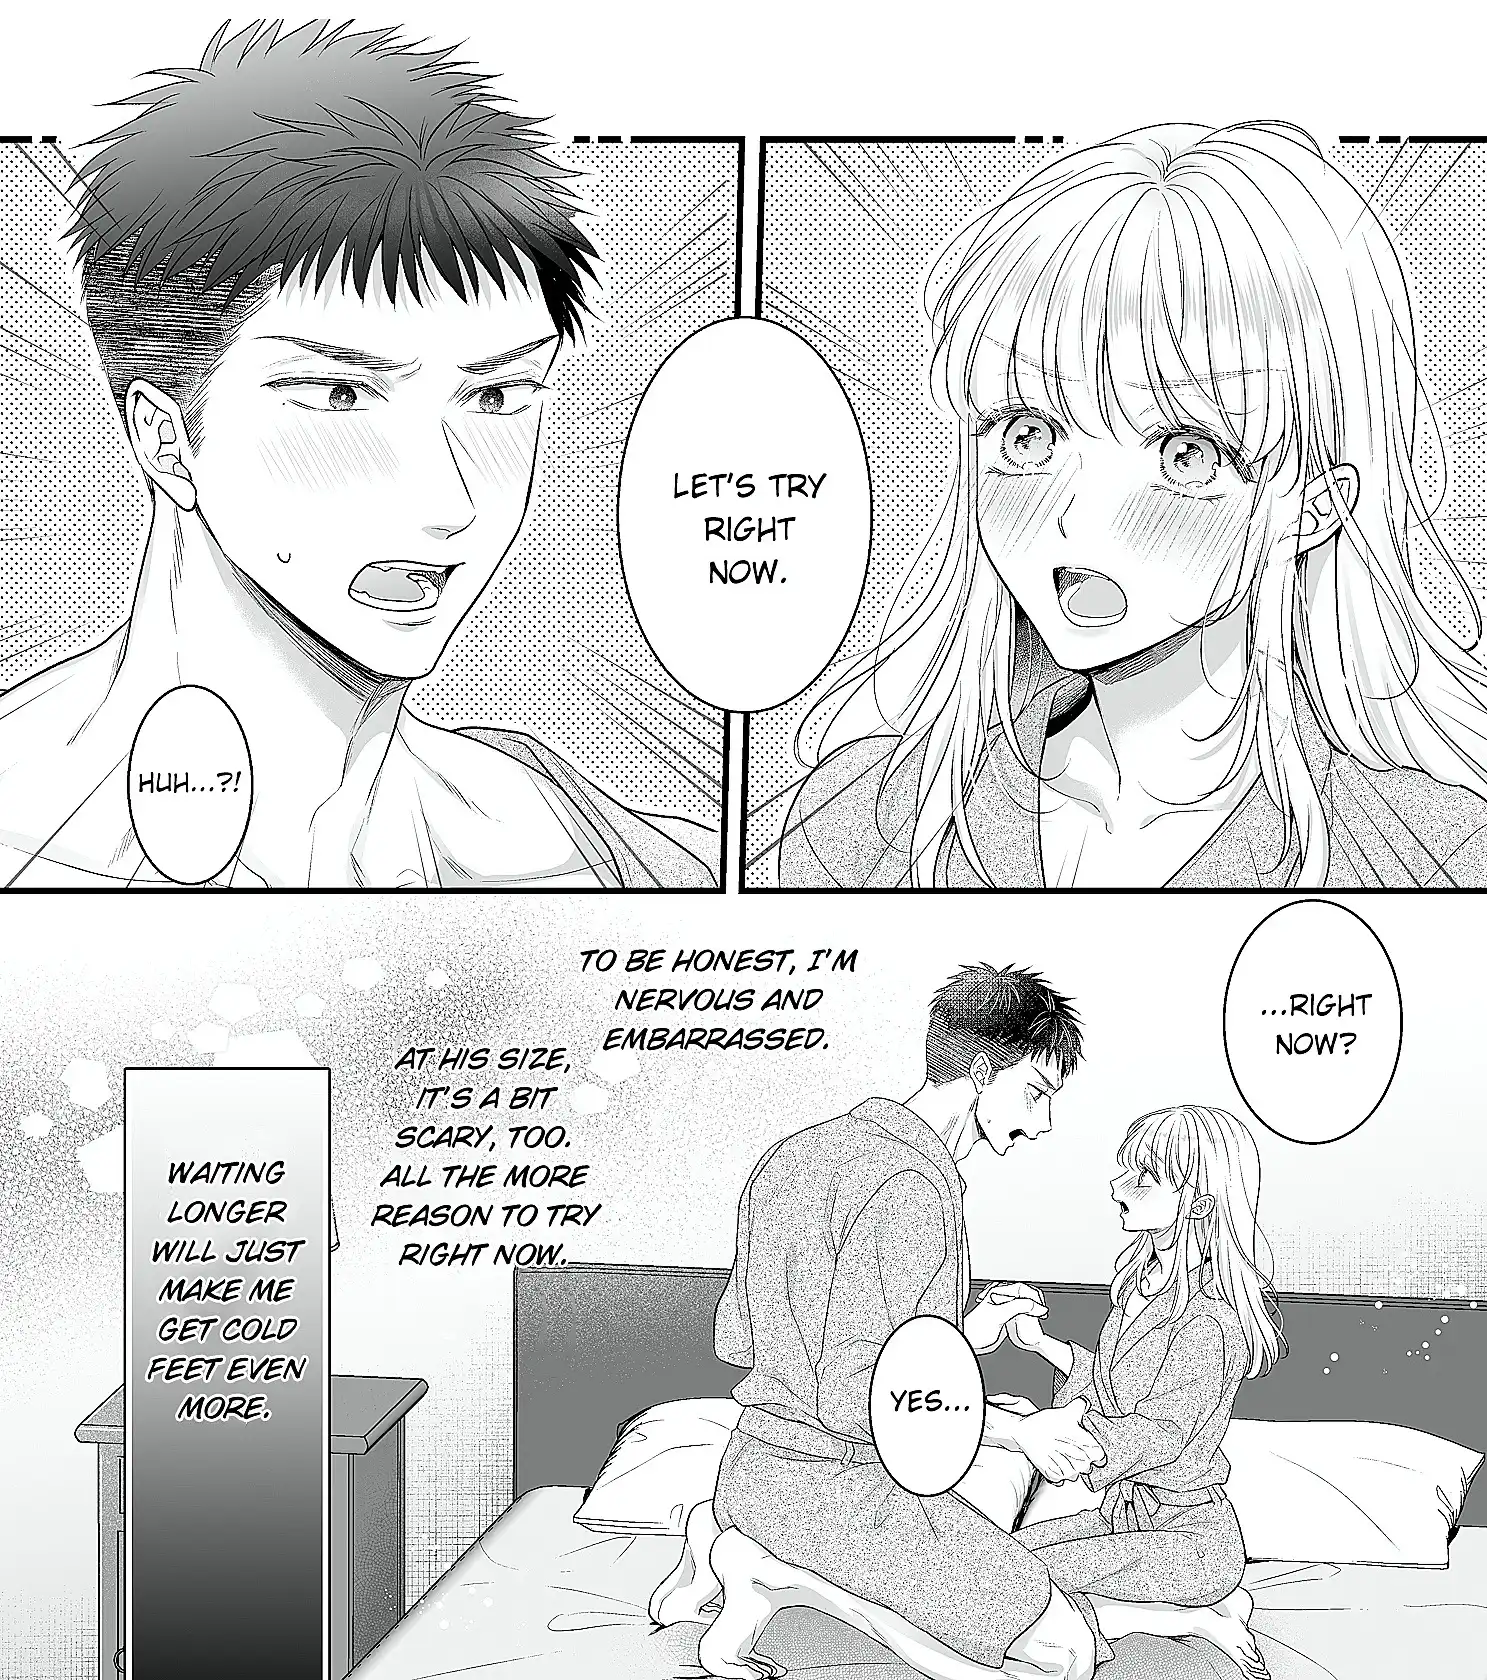 LET'S TRY
RIGHT
NOW.
HUH...?!
...RIGHT
NOW?
TO BE HONEST, I'M
NERVOUS AND
EMBARRASSED.
AT HIS SIZE,
IT'S A BIT
SCARY, TOO.
ALL THE MORE
REASON TO TRY
RIGHT NOW.
YES...
WAITING
LONGER
WILL JUST
MAKE ME
GET COLD
FEET EVEN
MORE.